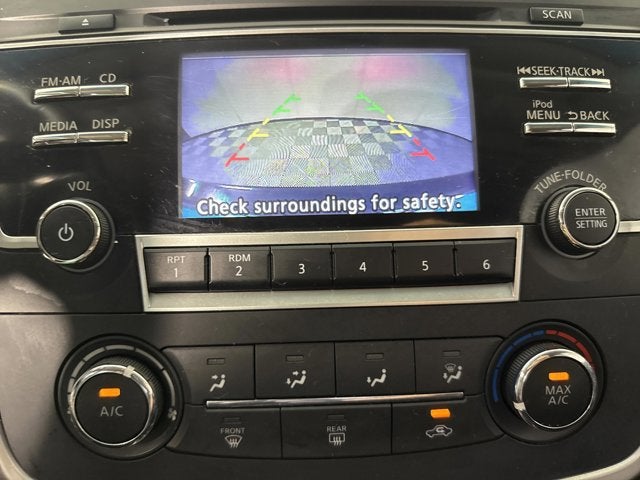 SCAN
FM·AM CD
SEEK·TRACK
iPod
MENU BACK
MEDIA DISP
VOL
TUNE·FOLDER
ENTER
SETTING
Check surroundings for safety.
RPT
1
RDM
2
3
4
5
6
A/C
MAX
A/C
FRONT
REAR